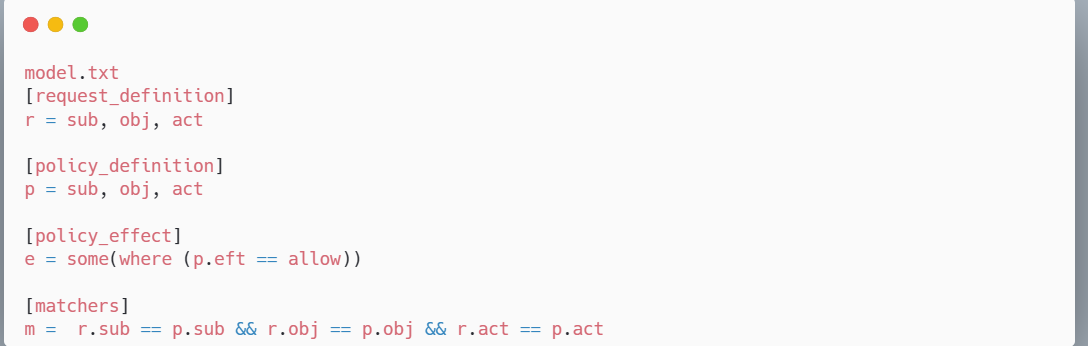 model.txt
[request_definition]
r = sub, obj, act
[policy_definition]
p = sub, obj, act
[policy_effect]
e = some(where (p.eft == allow))
[matchers]
m =  r.sub == p.sub && r.obj == p.obj && r.act == p.act